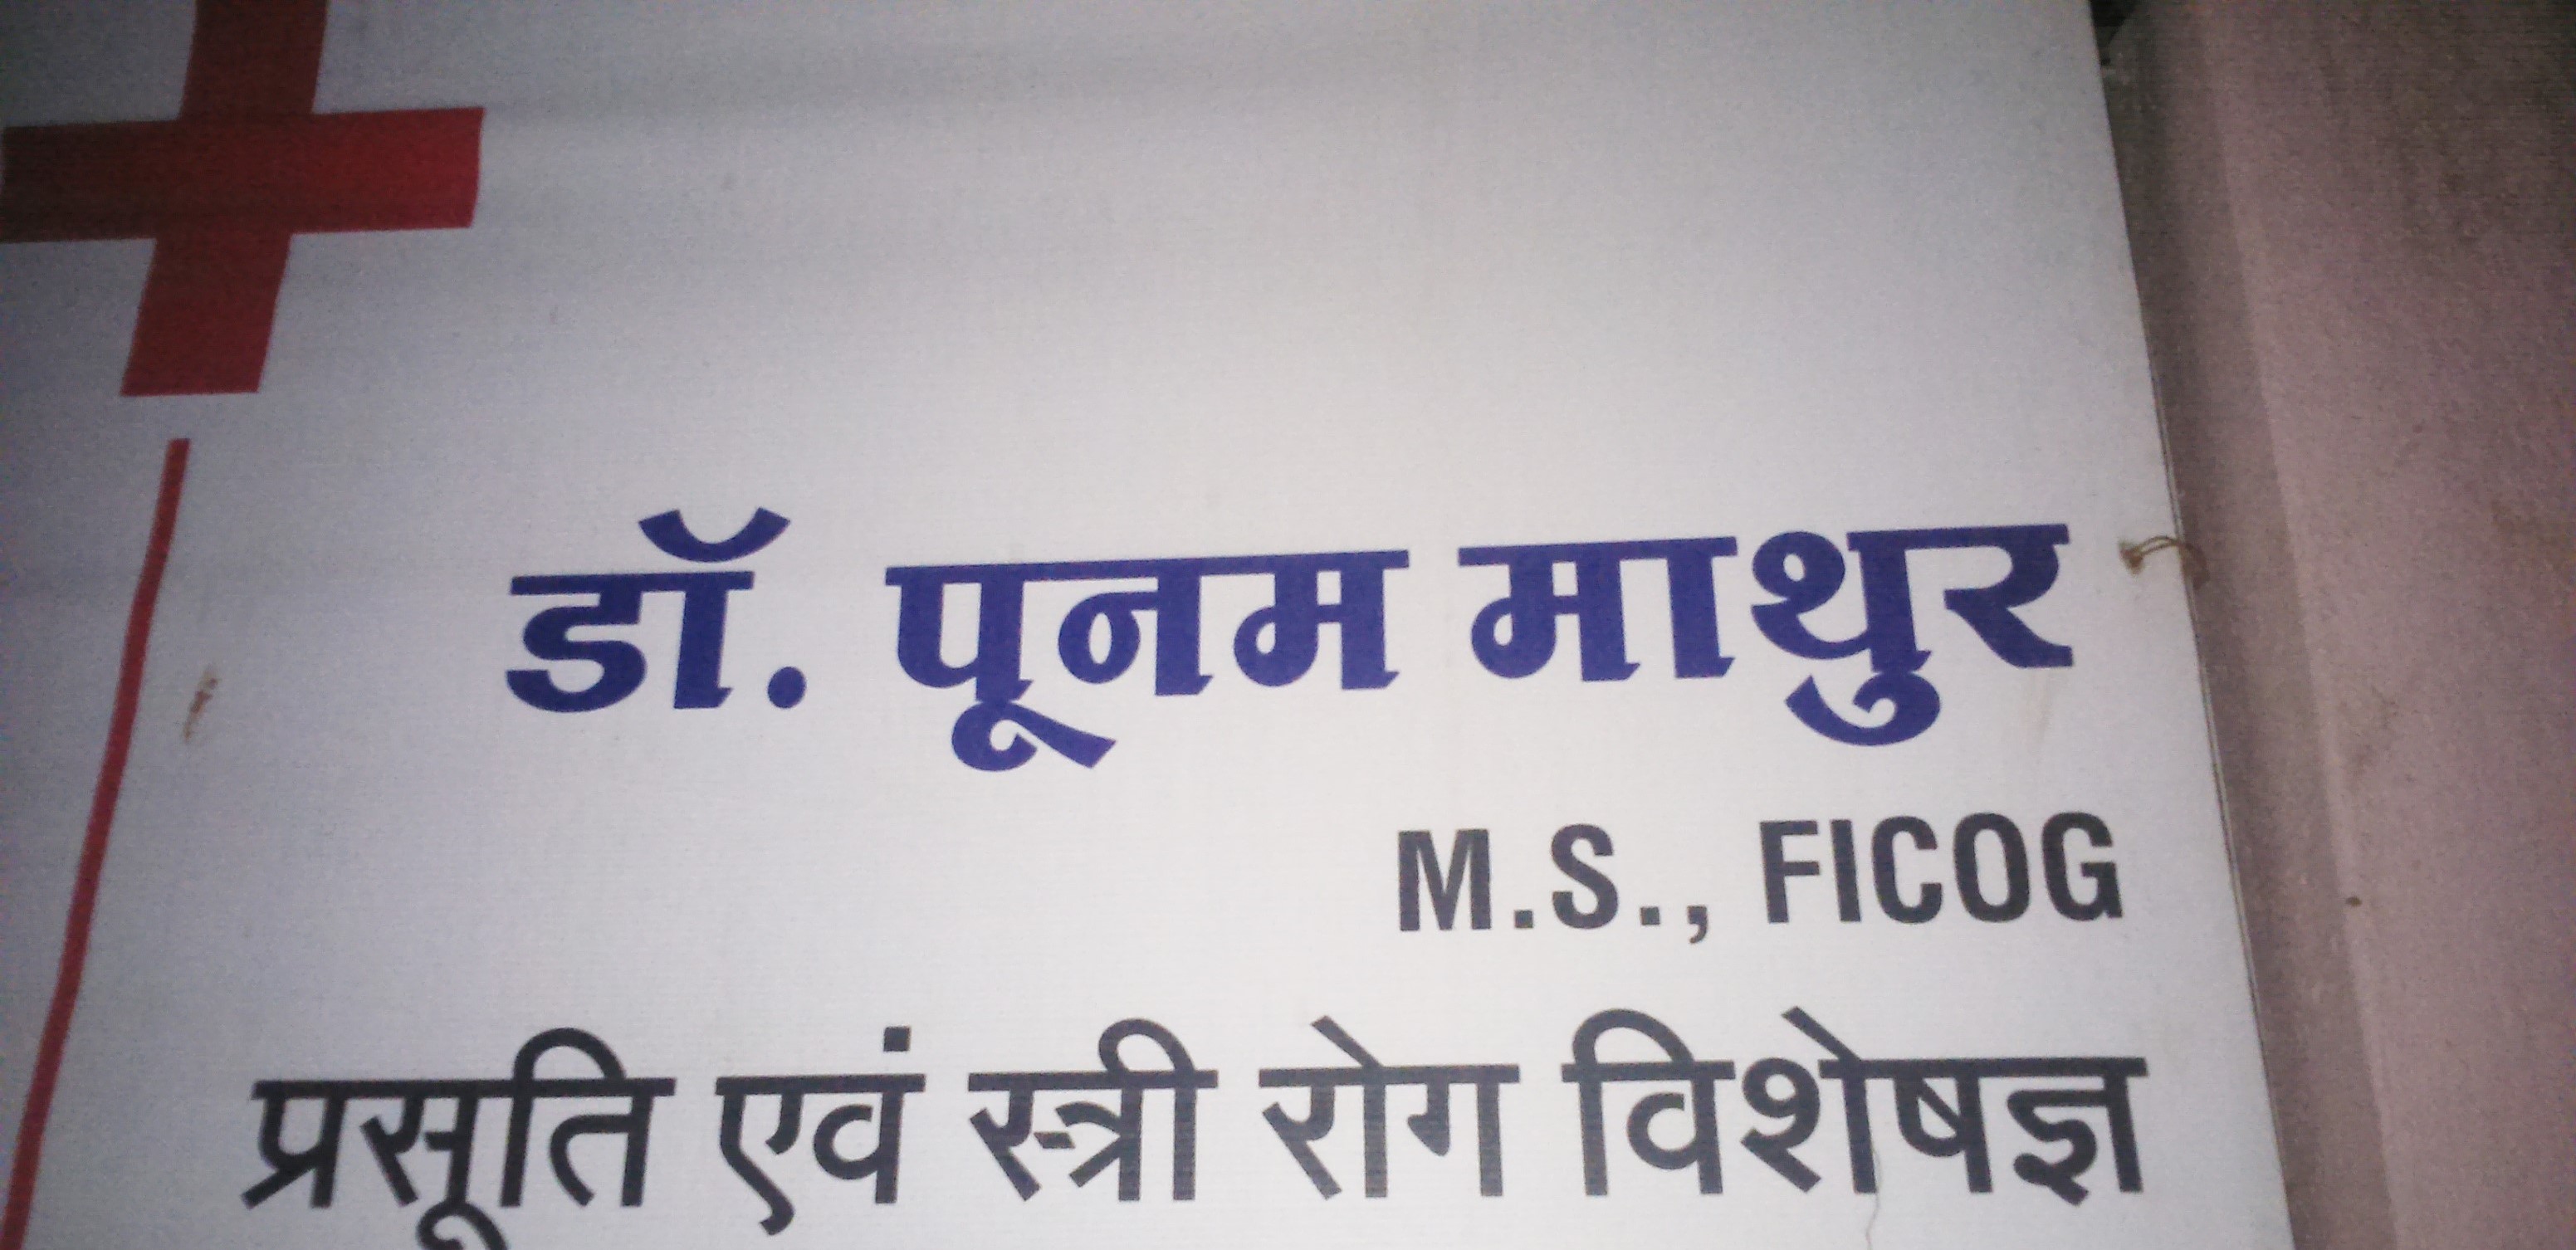 डॉ. पूनम माथुर
M.S., FICOG
प्रसूति एवं स्त्री रोग विशेषज्ञ